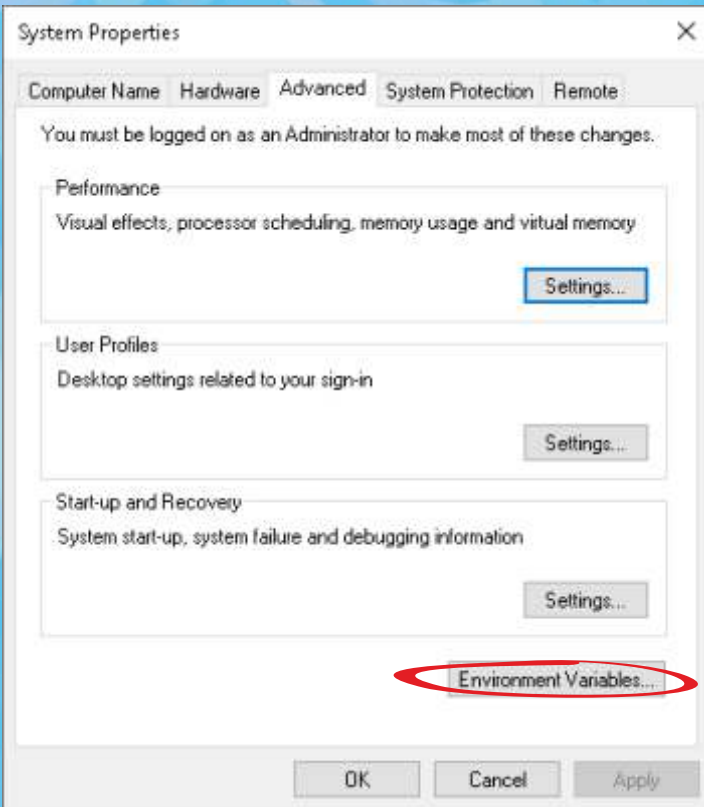 System Properties
Computer Name Hardware Advanced System Protection Remote
You must be logged on as an Administrator to make most of these changes.
Performance
Visual effects, processor scheduling, memory usage and virtual memory
Settings...
User Profiles
Desktop settings related to your sign-in
Settings...
Start-up and Recovery
System start-up, system failure and debugging information
Settings...
Environment Variables...
OK Cancel Apply